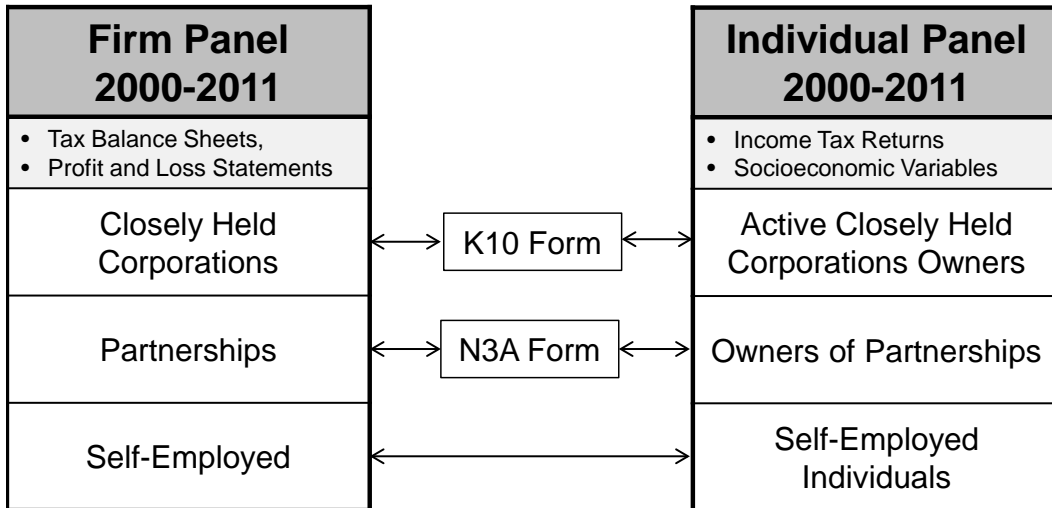 Firm Panel
2000-2011
• Tax Balance Sheets,
• Profit and Loss Statements
Closely Held
Corporations
Partnerships
Self-Employed
K10 Form
N3A Form
Individual Panel
2000-2011
• Income Tax Returns
• Socioeconomic Variables
Active Closely Held
Corporations Owners
Owners of Partnerships
Self-Employed
Individuals